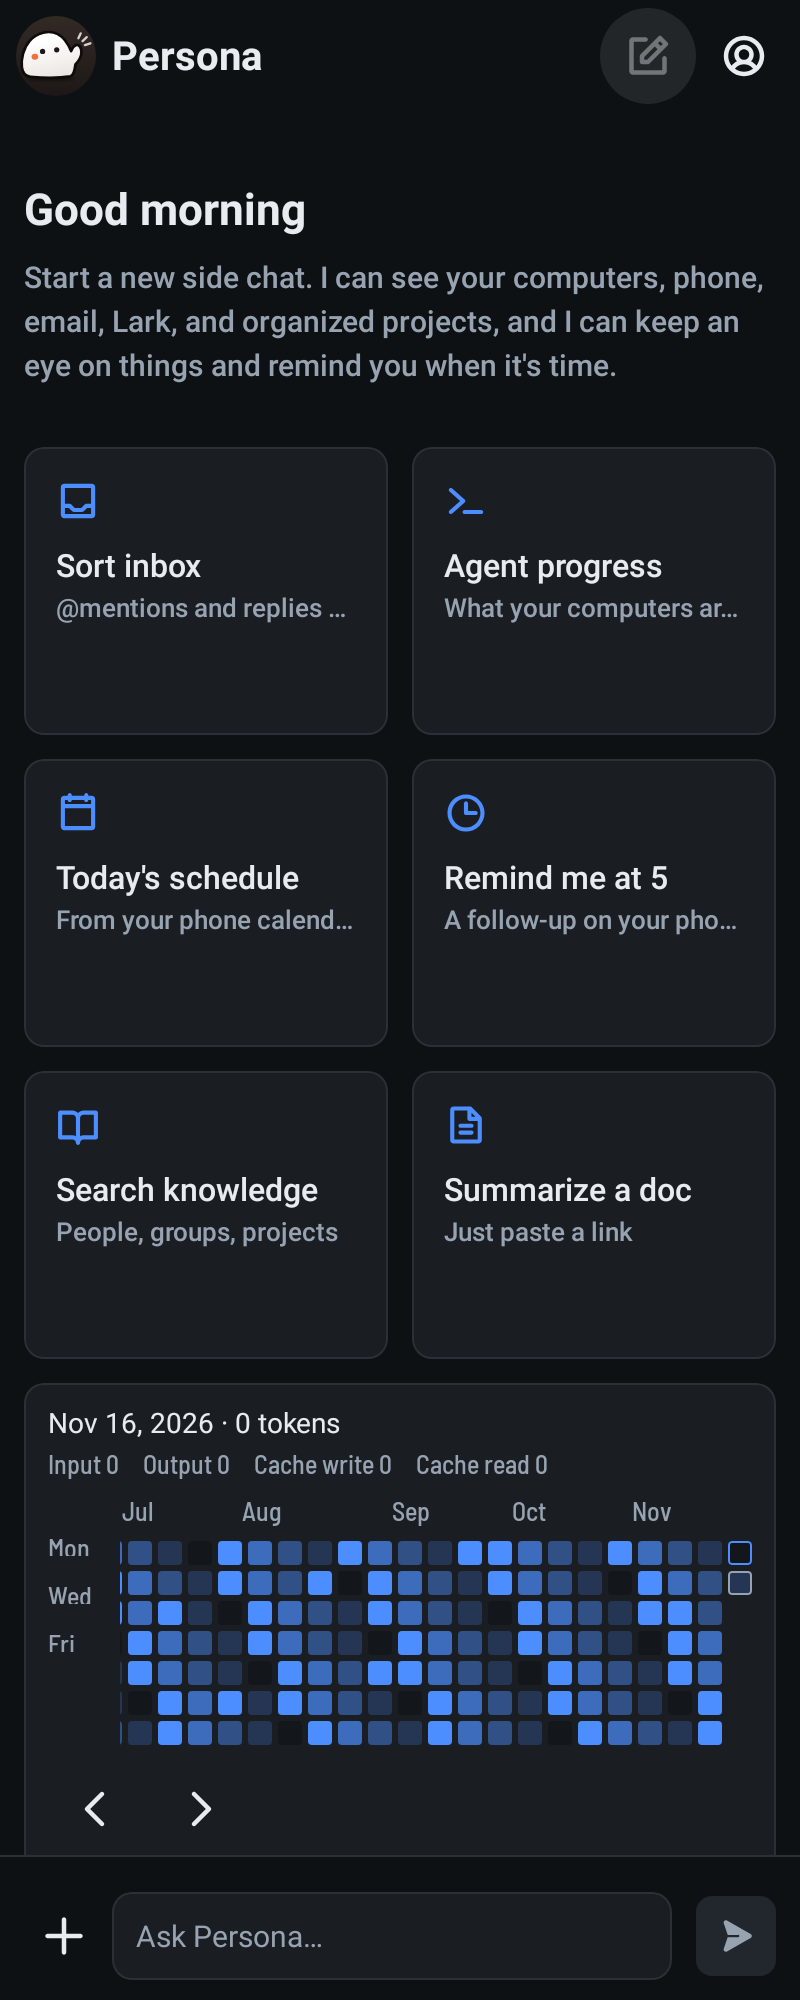 Persona
Good morning
Start a new side chat. I can see your computers, phone,
email, Lark, and organized projects, and I can keep an
eye on things and remind you when it's time.
Sort inbox
@mentions and replies ...
Agent progress
What your computers ar...
Today's schedule
From your phone calend...
Remind me at 5
A follow-up on your pho...
Search knowledge
People, groups, projects
Summarize a doc
Just paste a link
Nov 16, 2026 · 0 tokens
Input 0 Output 0 Cache write 0 Cache read 0
Jul Aug Sep Oct Nov
Mon
Wed
Fri
Ask Persona...